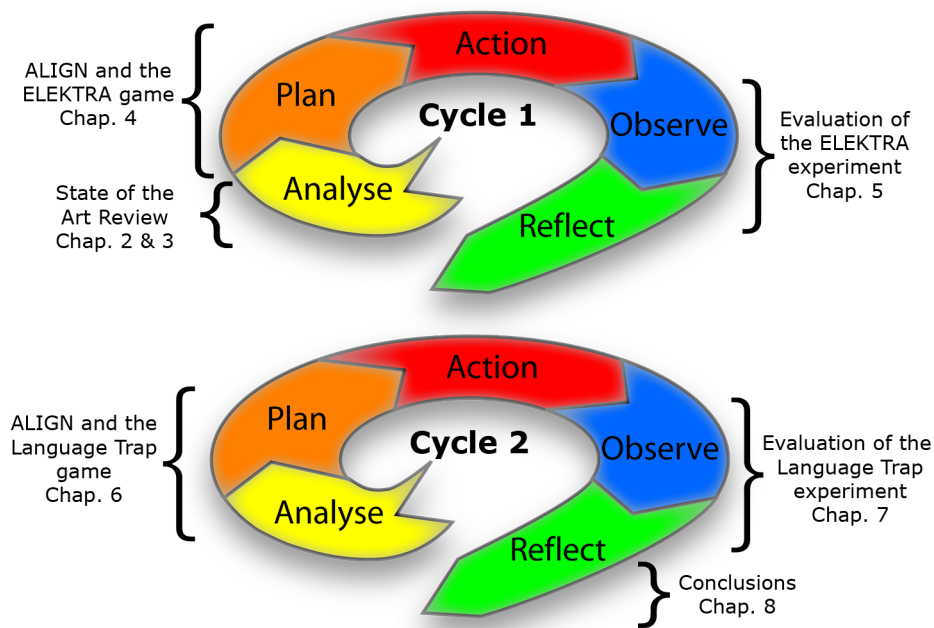 Action
ALIGN and the
ELEKTRA game
Chap. 4
Plan
Cycle 1
Observe
Evaluation of
the ELEKTRA
experiment
Chap. 5
State of the
Art Review
Chap. 2 & 3
Analyse
Reflect
Action
ALIGN and the
Language Trap
game
Chap. 6
Plan
Cycle 2
Observe
Evaluation of the
Language Trap
experiment
Chap. 7
Analyse
Reflect
Conclusions
Chap. 8